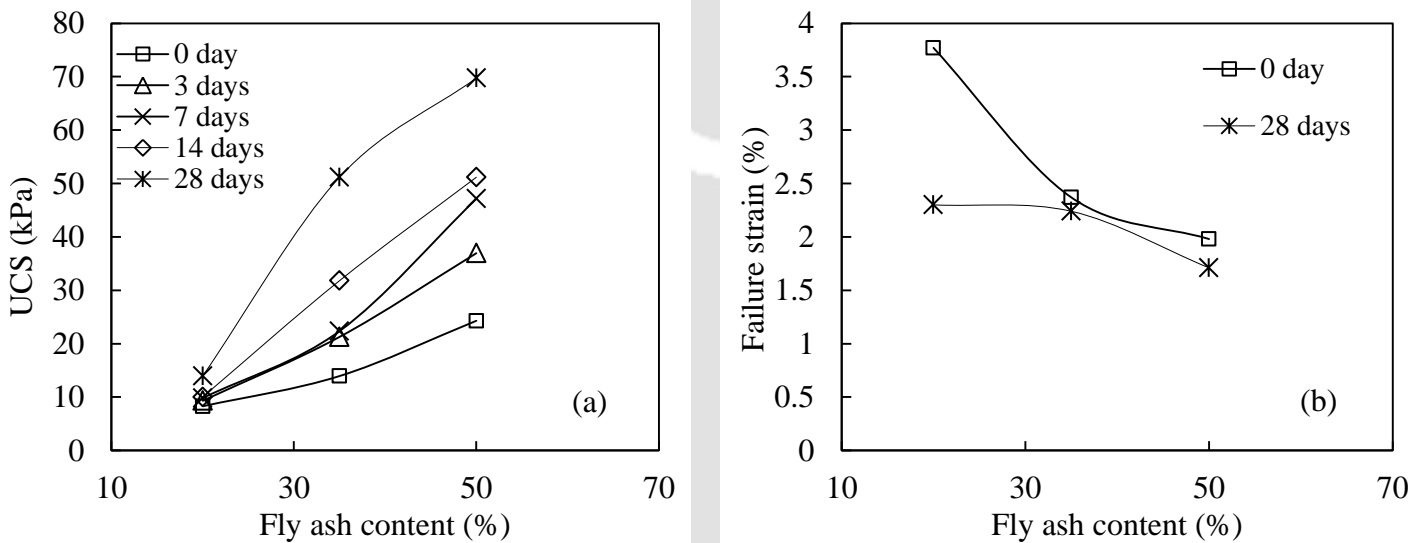 80
70
60
50
40
30
20
10
0
UCS (kPa)
0 day
3 days
7 days
14 days
28 days
(a)
10 30 50 70
Fly ash content (%)
4
3.5
3
2.5
2
1.5
1
0.5
0
Failure strain (%)
0 day
28 days
(b)
10 30 50 70
Fly ash content (%)